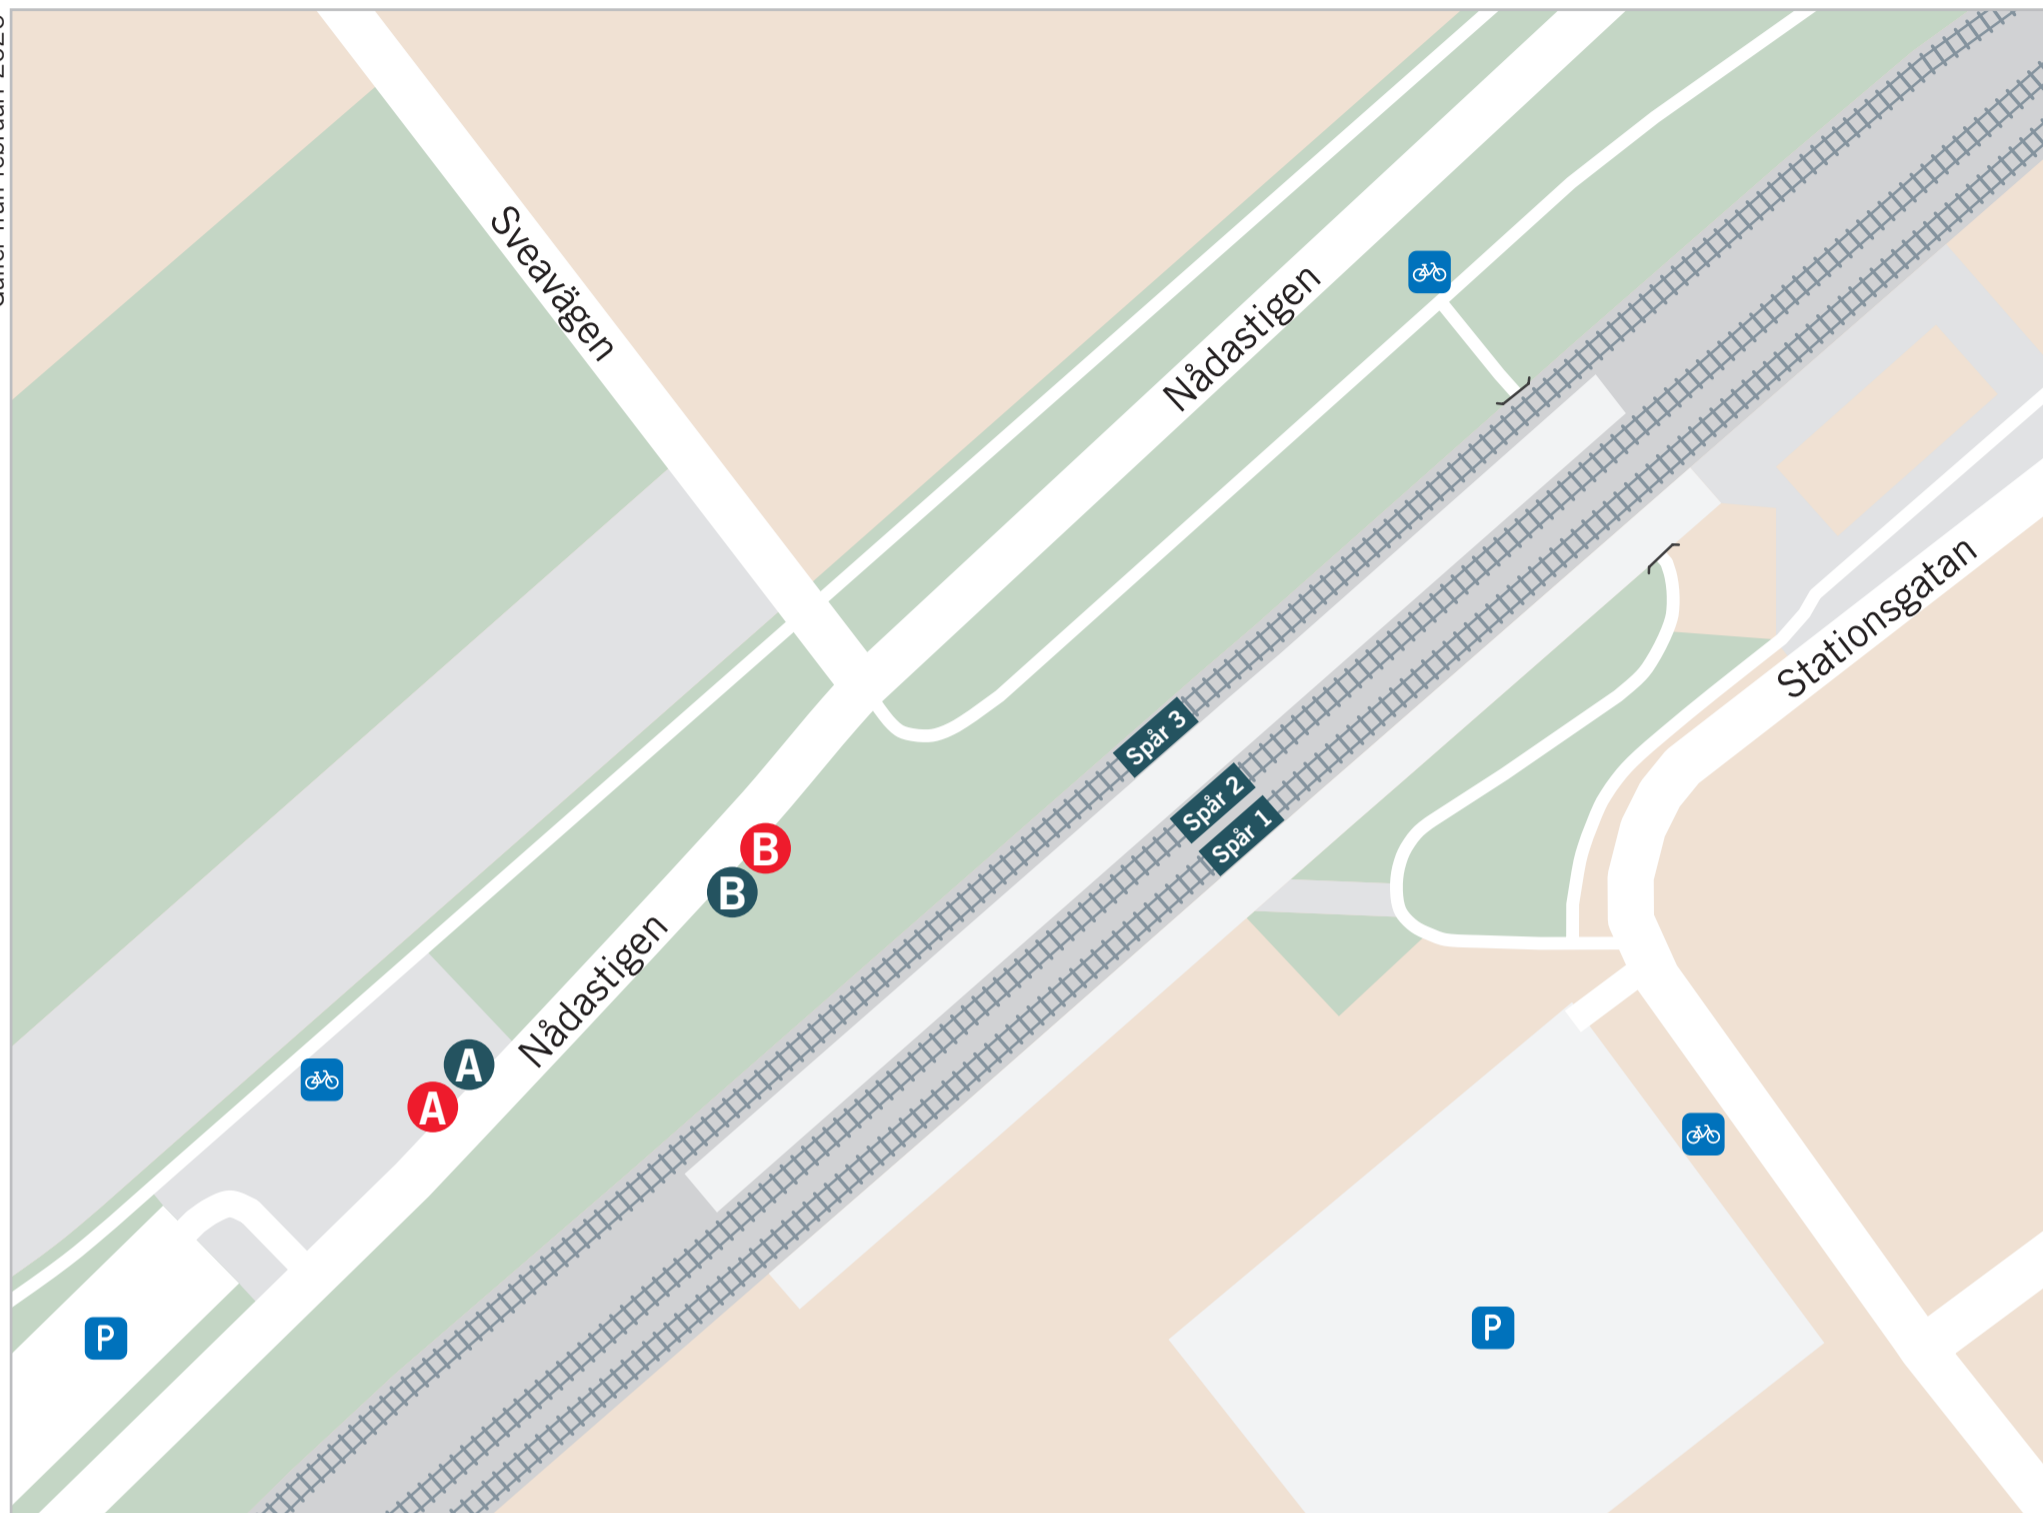 Sveavägen
Nådastigen
Stationsgatan
Spår 3
Spår 2
Spår 1
B
B
Nådastigen
A
A
P
P